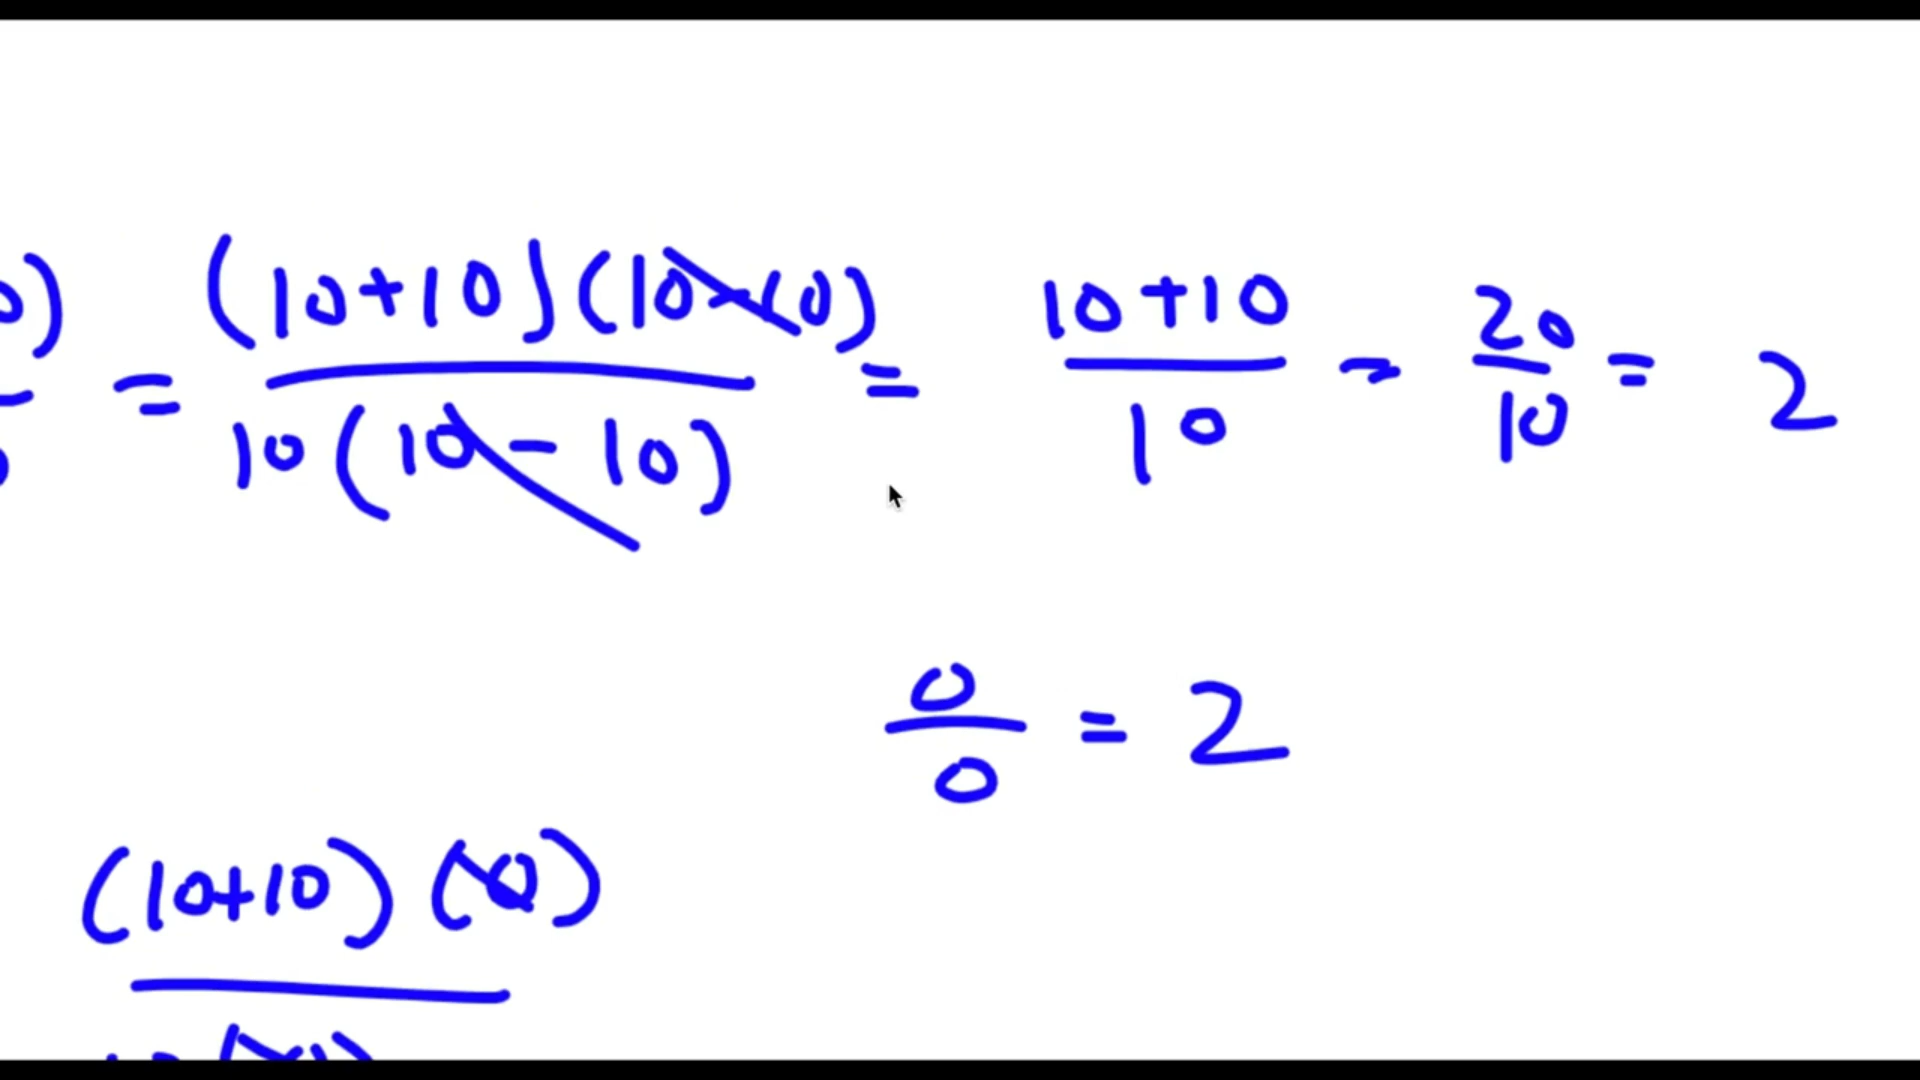 0) = (10+10)(10-10) / 10(10-10) = 10+10 / 10 = 20 / 10 = 2
0 / 0 = 2
(10+10)(0)